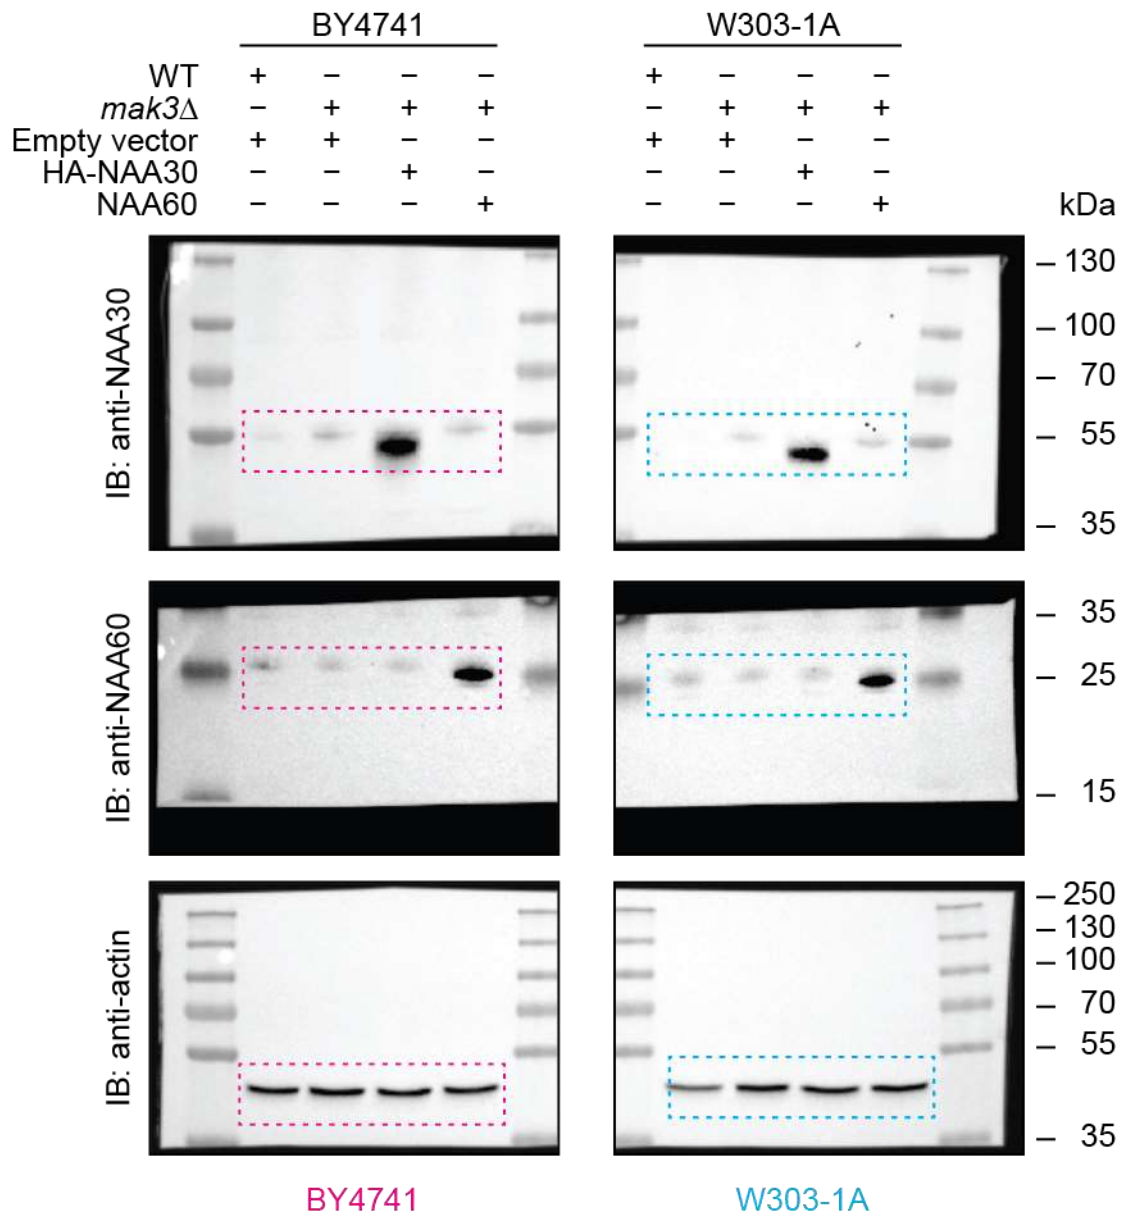 BY4741 W303-1A
WT + – – – + – – –
mak3Δ – + + + – + + +
Empty vector + + – – + + – –
HA-NAA30 – – + – – – + –
NAA60 – – – + – – – + kDa
IB: anti-NAA30
– 130
– 100
– 70
– 55
– 35
IB: anti-NAA60
– 35
– 25
– 15
IB: anti-actin
– 250
– 130
– 100
– 70
– 55
– 35
BY4741 W303-1A